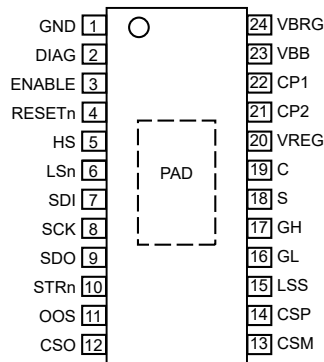 GND 1
DIAG 2
ENABLE 3
RESETn 4
HS 5
LSn 6
SDI 7
SCK 8
SDO 9
STRn 10
OOS 11
CSO 12
PAD
24 VBRG
23 VBB
22 CP1
21 CP2
20 VREG
19 C
18 S
17 GH
16 GL
15 LSS
14 CSP
13 CSM